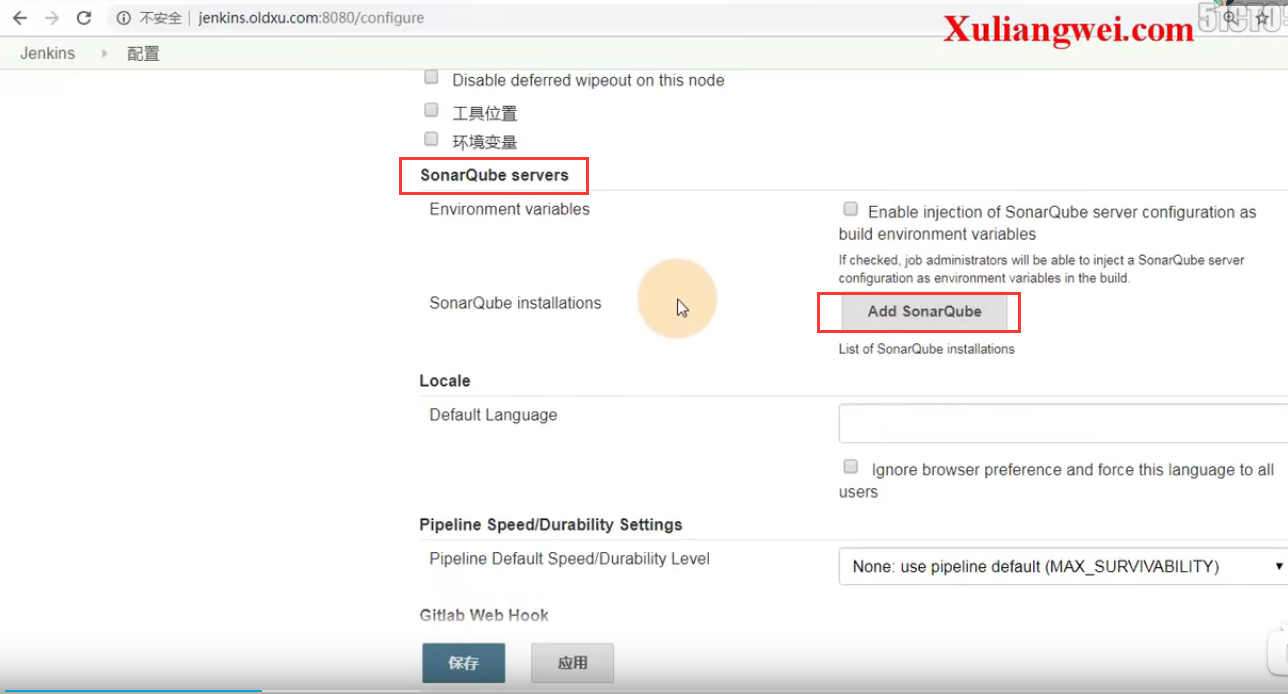 不安全 jenkins.oldxu.com:8080/configure
Xuliangwei.com
Jenkins 配置
Disable deferred wipeout on this node
工具位置
环境变量
SonarQube servers
Environment variables
Enable injection of SonarQube server configuration as
build environment variables
If checked, job administrators will be able to inject a SonarQube server
configuration as environment variables in the build.
SonarQube installations
Add SonarQube
List of SonarQube installations
Locale
Default Language
Ignore browser preference and force this language to all
users
Pipeline Speed/Durability Settings
Pipeline Default Speed/Durability Level
None: use pipeline default (MAX_SURVIVABILITY)
Gitlab Web Hook
保存 应用